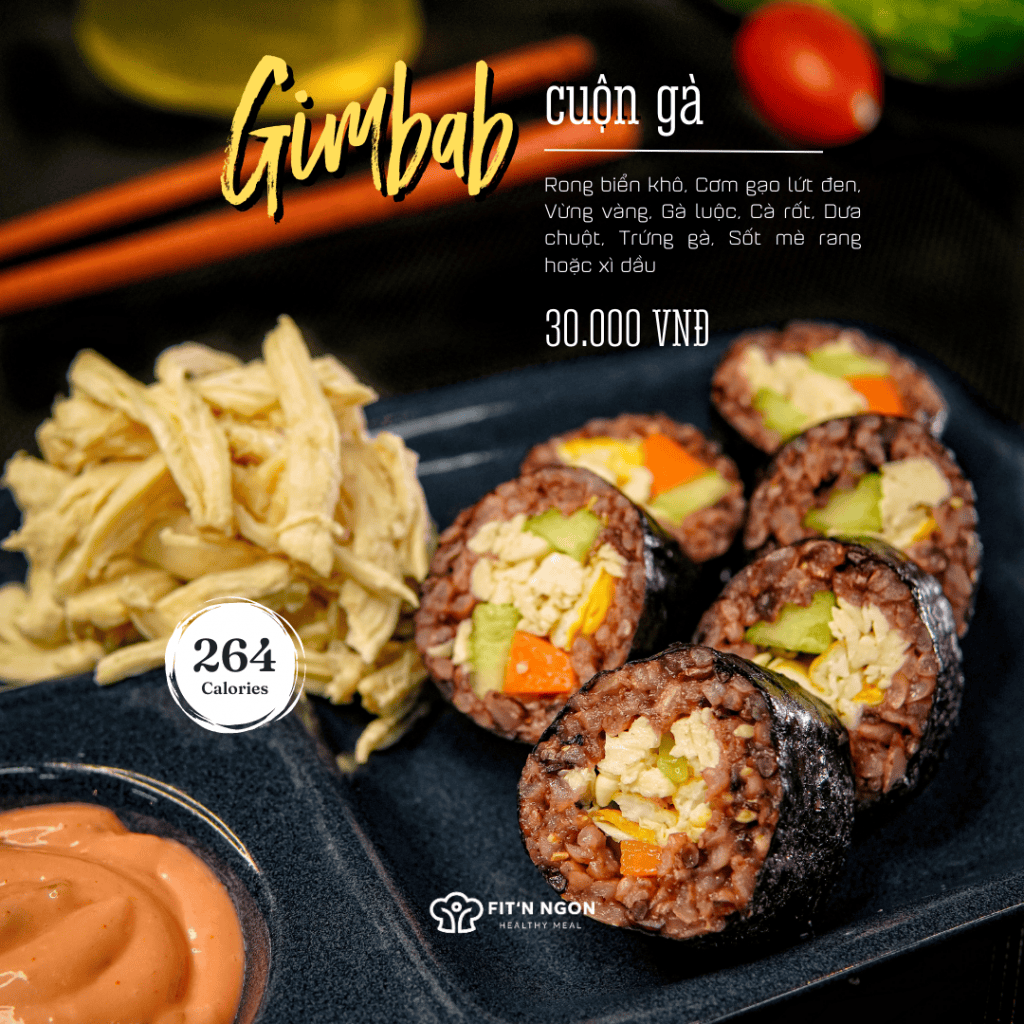 Gimbab
cuộn gà
Rong biển khô, Cơm gạo lứt đen,
Vừng vàng, Gà luộc, Cà rốt, Dưa
chuột, Trứng gà, Sốt mè rang
hoặc xì dầu
30.000 VNĐ
264
Calories
FIT'N NGON
HEALTHY MEAL